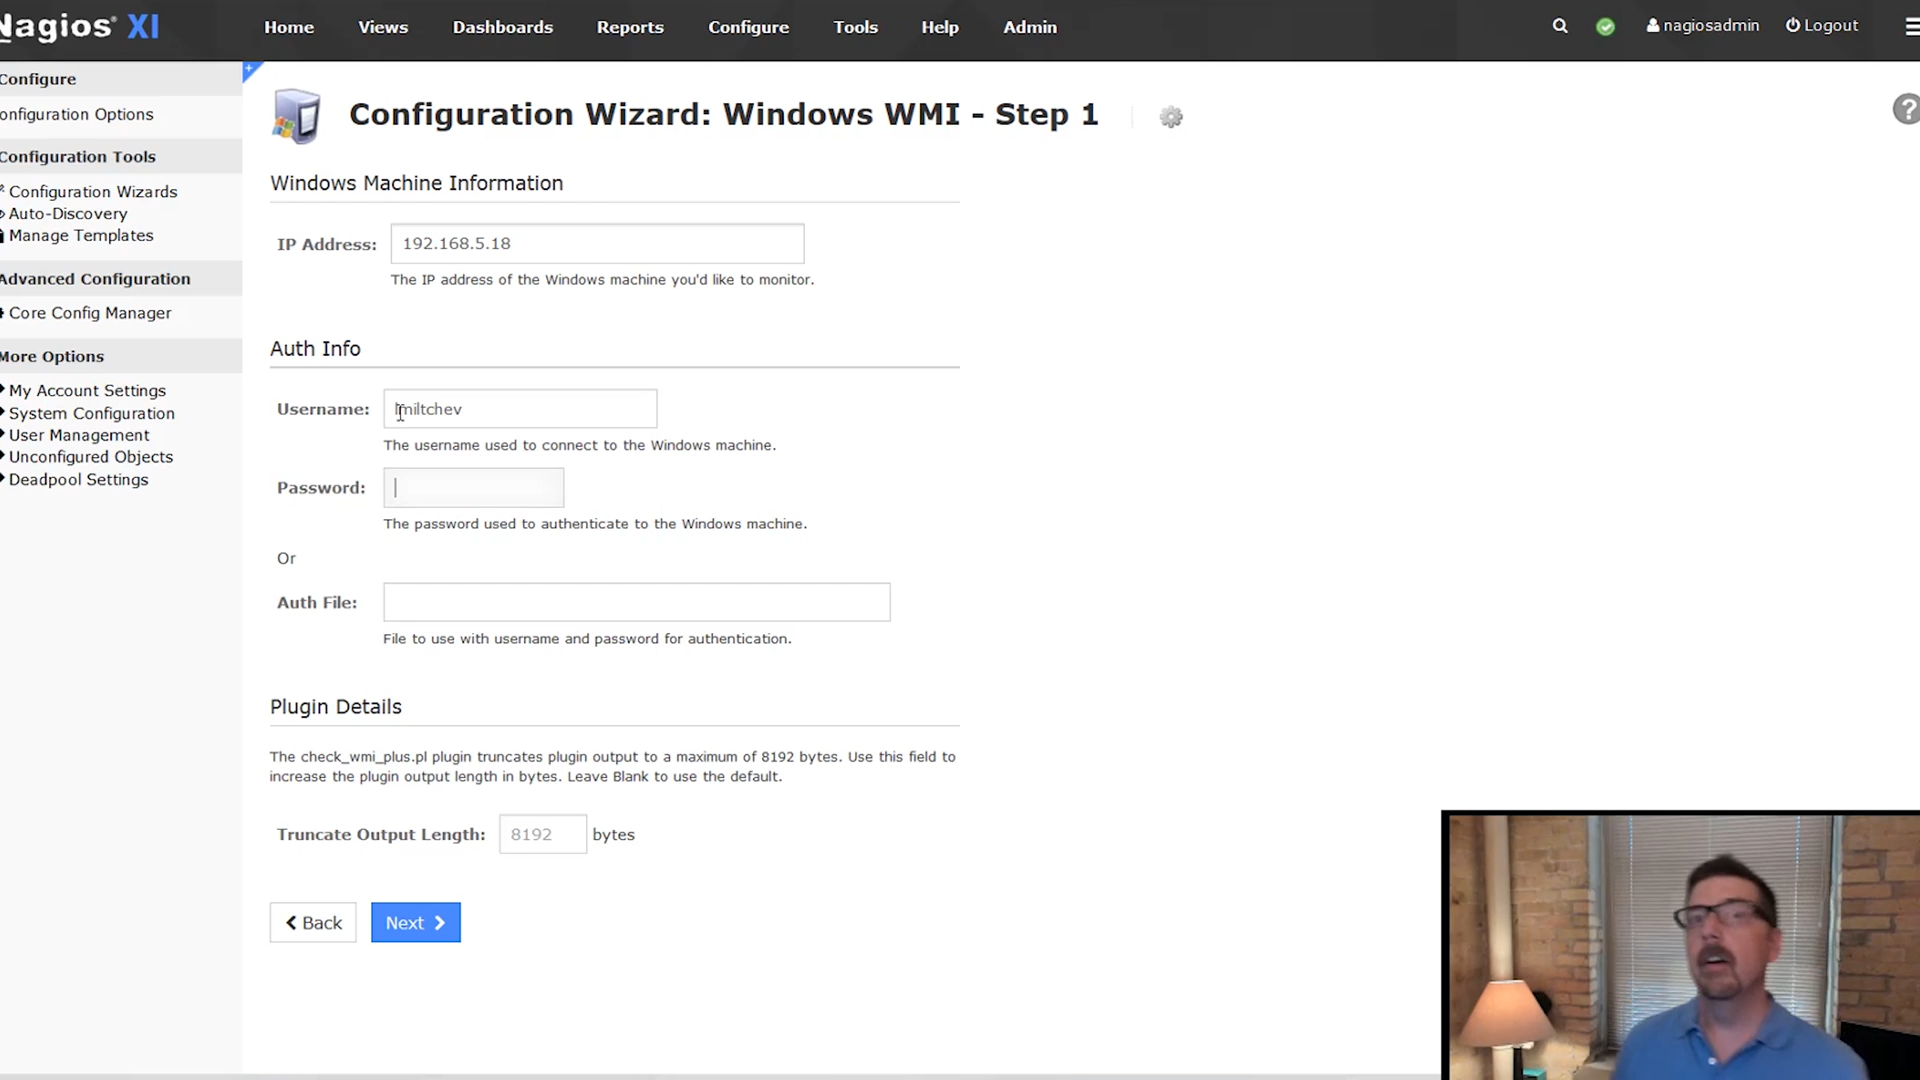 Nagios® XI
Home Views Dashboards Reports Configure Tools Help Admin
nagiosadmin Logout
Configure
onfiguration Options
Configuration Tools
Configuration Wizards
Auto-Discovery
Manage Templates
Advanced Configuration
Core Config Manager
More Options
My Account Settings
System Configuration
User Management
Unconfigured Objects
Deadpool Settings
Configuration Wizard: Windows WMI - Step 1
?
Windows Machine Information
IP Address: 192.168.5.18
The IP address of the Windows machine you'd like to monitor.
Auth Info
Username: lmiltchev
The username used to connect to the Windows machine.
Password:
The password used to authenticate to the Windows machine.
Or
Auth File:
File to use with username and password for authentication.
Plugin Details
The check_wmi_plus.pl plugin truncates plugin output to a maximum of 8192 bytes. Use this field to
increase the plugin output length in bytes. Leave Blank to use the default.
Truncate Output Length: 8192 bytes
Back Next